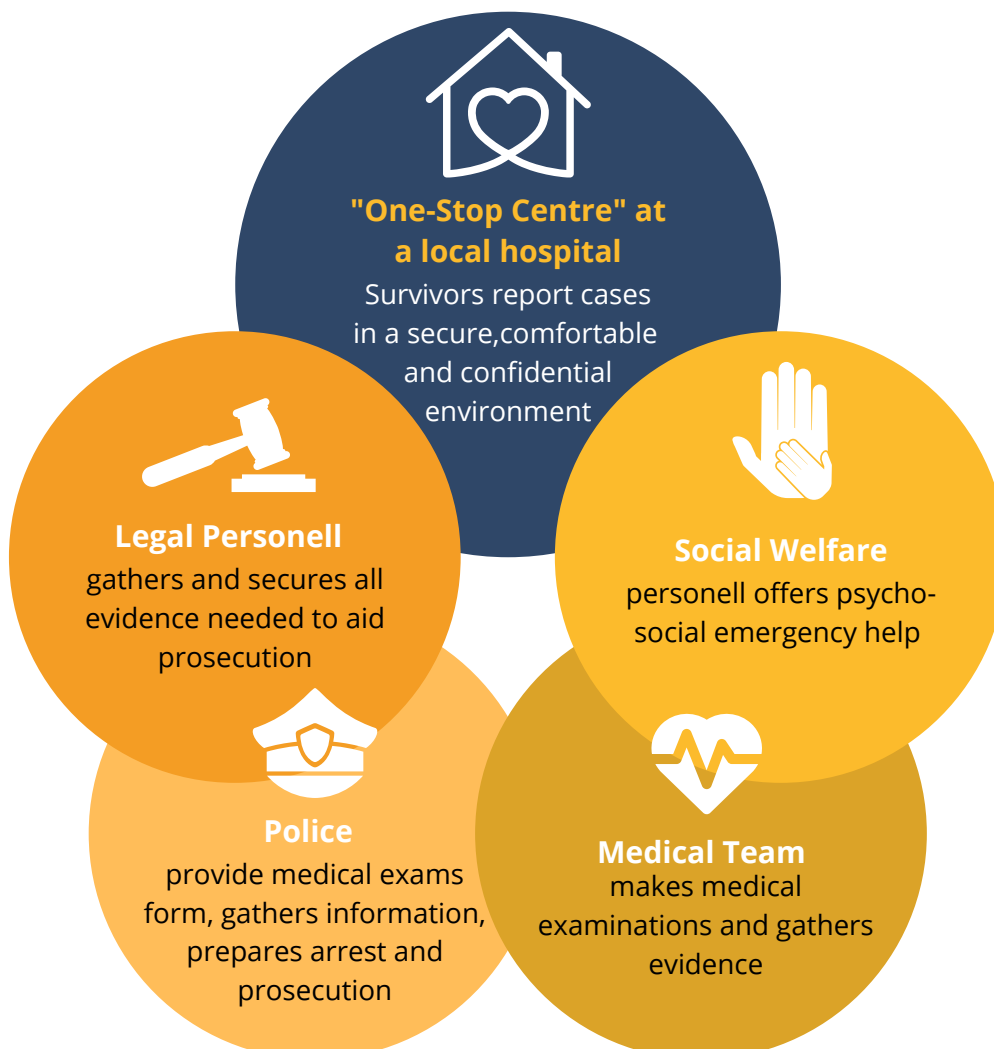 "One-Stop Centre" at
a local hospital
Survivors report cases
in a secure,comfortable
and confidential
environment
Legal Personell
gathers and secures all
evidence needed to aid
prosecution
Social Welfare
personell offers psycho-
social emergency help
Police
provide medical exams
form, gathers information,
prepares arrest and
prosecution
Medical Team
makes medical
examinations and gathers
evidence